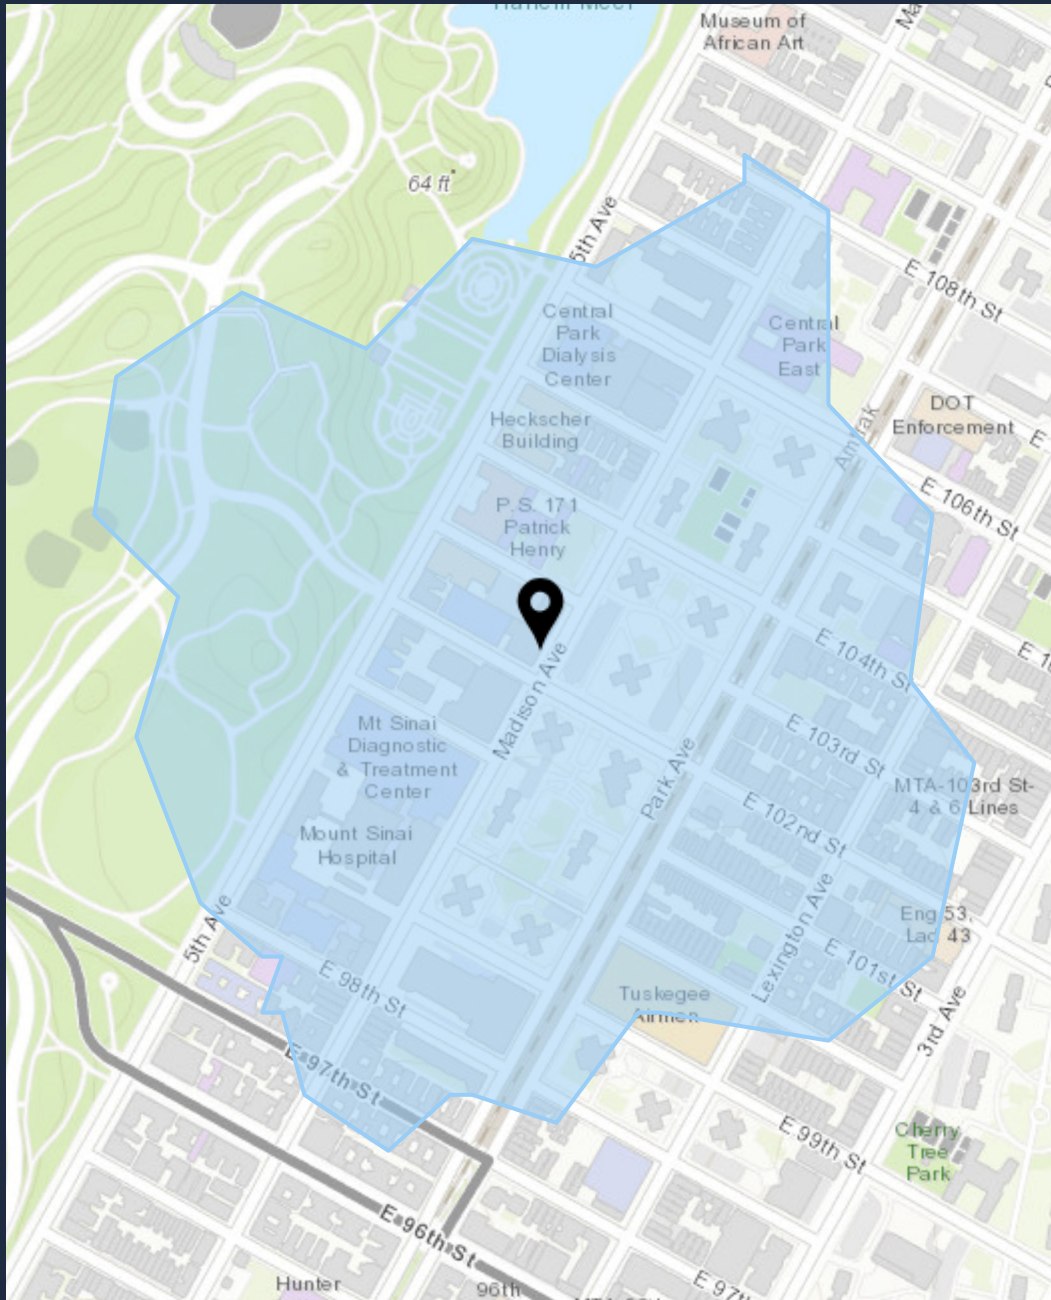 Museum of
African Art
64 ft
5th Ave
E 108th St
Central
Park
Dialysis
Center
Central
Park
East
DOT
Enforcement
Heckscher
Building
Amtrak
E 106th St
P.S. 171
Patrick
Henry
E 104th St
Madison Ave
Mt Sinai
Diagnostic
& Treatment
Center
E 103rd St
Park Ave
MTA-103rd St-
4 & 6 Lines
E 102nd St
Mount Sinai
Hospital
5th Ave
Lexington Ave
Eng 53,
Lad 43
E 101st St
E 98th St
Tuskegee
Airmen
3rd Ave
E 97th St
E 99th St
Cherry
Tree
Park
E 96th St
Hunter
96th
E 97th